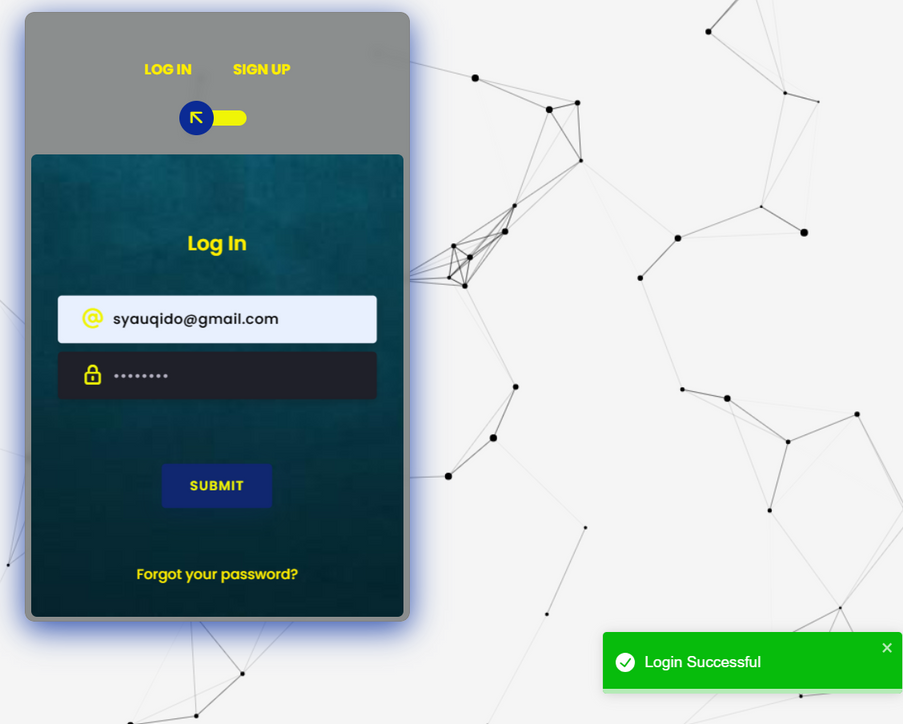 LOG IN SIGN UP
Log In
@ syauqido@gmail.com
••••••••
SUBMIT
Forgot your password?
Login Successful